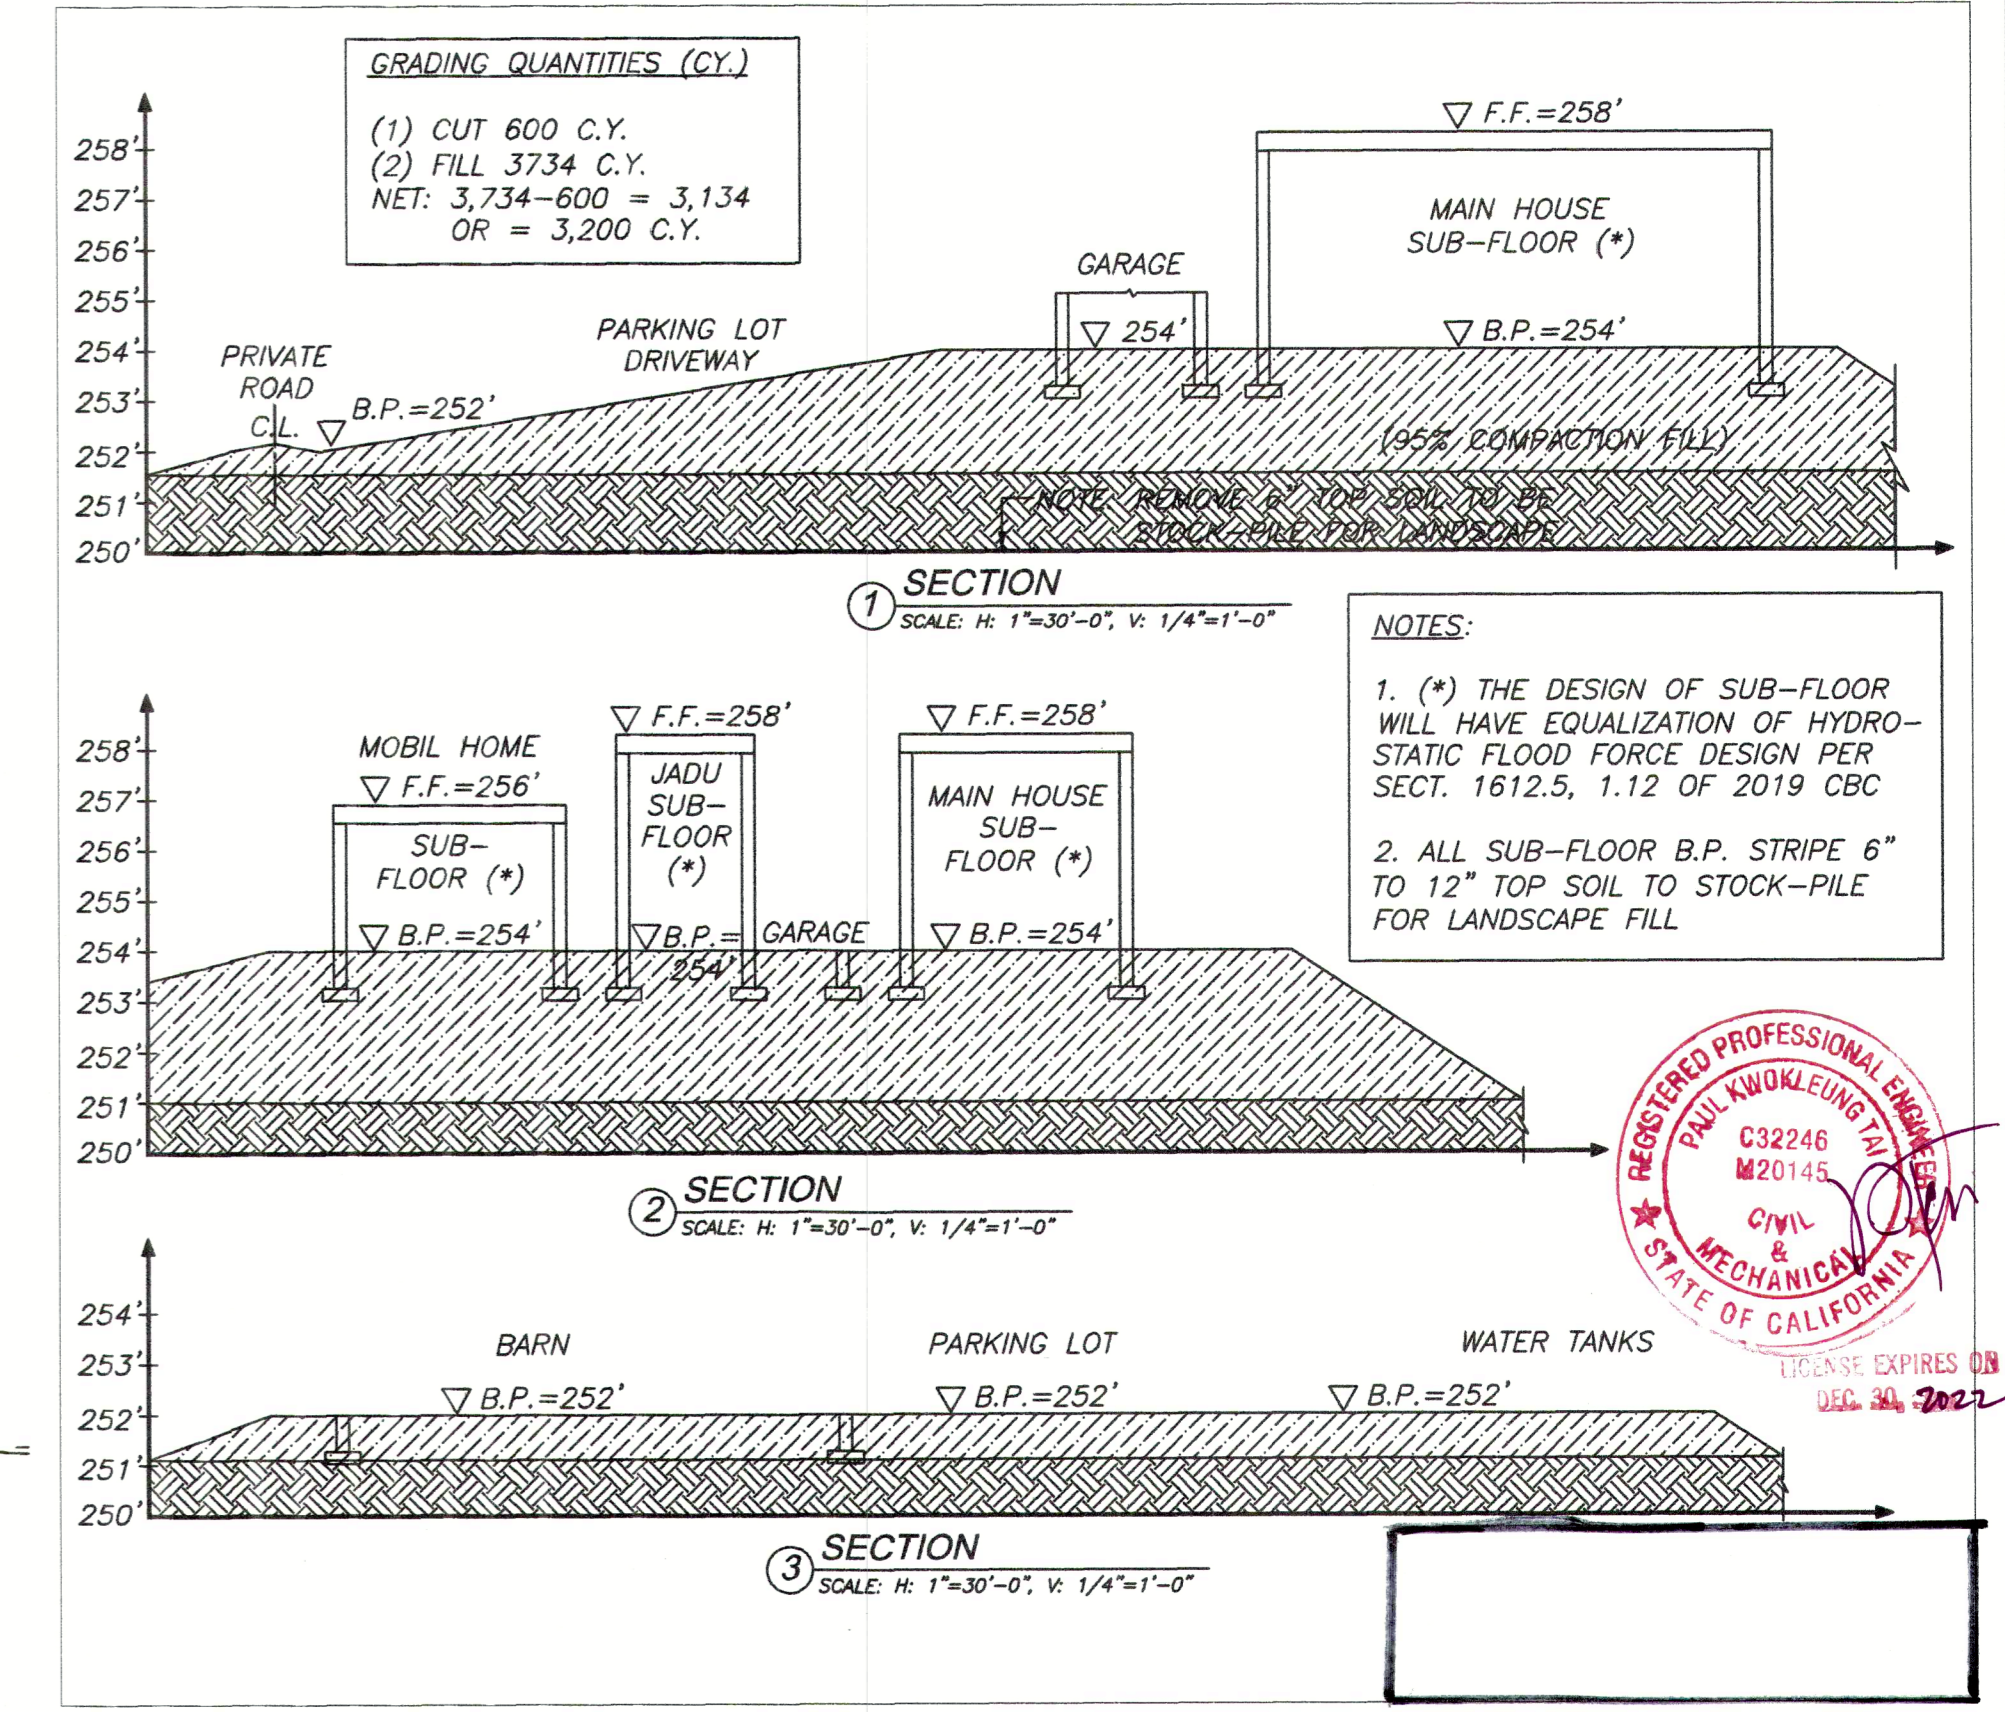 GRADING QUANTITIES (CY.)
(1) CUT 600 C.Y.
(2) FILL 3734 C.Y.
NET: 3,734-600 = 3,134
OR = 3,200 C.Y.
258'
257'
256'
255'
254'
253'
252'
251'
250'
PRIVATE
ROAD
C.L.
B.P.=252'
PARKING LOT
DRIVEWAY
GARAGE
254'
F.F.=258'
MAIN HOUSE
SUB-FLOOR (*)
B.P.=254'
(95% COMPACTION FILL)
NOTE: REMOVE 6" TOP SOIL TO BE
STOCK-PILE FOR LANDSCAPE
1 SECTION
SCALE: H: 1"=30'-0", V: 1/4"=1'-0"
NOTES:
1. (*) THE DESIGN OF SUB-FLOOR
WILL HAVE EQUALIZATION OF HYDRO-
STATIC FLOOD FORCE DESIGN PER
SECT. 1612.5, 1.12 OF 2019 CBC
2. ALL SUB-FLOOR B.P. STRIPE 6"
TO 12" TOP SOIL TO STOCK-PILE
FOR LANDSCAPE FILL
258'
257'
256'
255'
254'
253'
252'
251'
250'
MOBIL HOME
F.F.=256'
SUB-
FLOOR (*)
B.P.=254'
F.F.=258'
JADU
SUB-
FLOOR
(*)
B.P.=
254'
GARAGE
F.F.=258'
MAIN HOUSE
SUB-
FLOOR (*)
B.P.=254'
2 SECTION
SCALE: H: 1"=30'-0", V: 1/4"=1'-0"
REGISTERED PROFESSIONAL ENGINEER
PAUL KWOKLEUNG TAI
C32246
M20145
CIVIL
&
MECHANICAL
STATE OF CALIFORNIA
LICENSE EXPIRES ON
DEC. 30, 2022
254'
253'
252'
251'
250'
BARN
B.P.=252'
PARKING LOT
B.P.=252'
WATER TANKS
B.P.=252'
3 SECTION
SCALE: H: 1"=30'-0", V: 1/4"=1'-0"